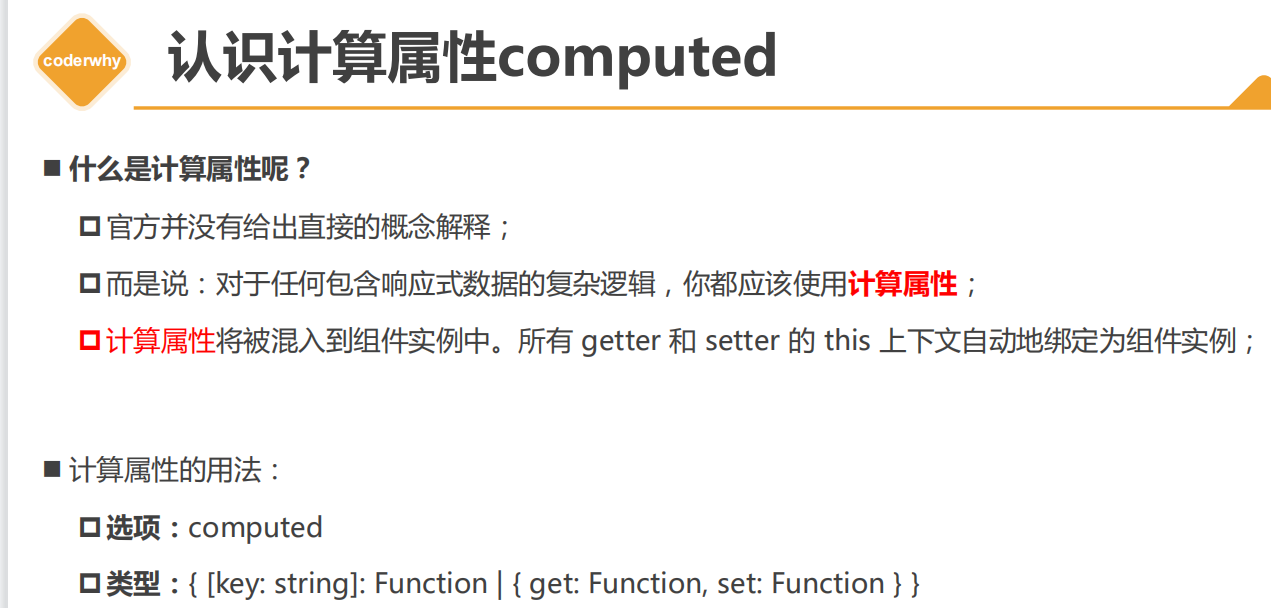 coderwhy
认识计算属性computed
■ 什么是计算属性呢？
官方并没有给出直接的概念解释；
而是说：对于任何包含响应式数据的复杂逻辑，你都应该使用计算属性；
计算属性将被混入到组件实例中。所有 getter 和 setter 的 this 上下文自动地绑定为组件实例；
■ 计算属性的用法：
选项：computed
类型：{ [key: string]: Function | { get: Function, set: Function } }